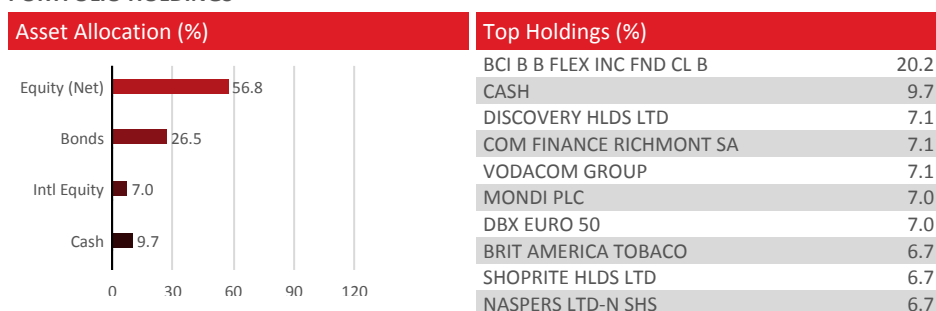 Asset Allocation (%)
Equity (Net) 56.8
Bonds 26.5
Intl Equity 7.0
Cash 9.7
0 30 60 90 120
Top Holdings (%)
BCI B B FLEX INC FND CL B 20.2
CASH 9.7
DISCOVERY HLDS LTD 7.1
COM FINANCE RICHMONT SA 7.1
VODACOM GROUP 7.1
MONDI PLC 7.0
DBX EURO 50 7.0
BRIT AMERICA TOBACCO 6.7
SHOPRITE HLDS LTD 6.7
NASPERS LTD-N SHS 6.7